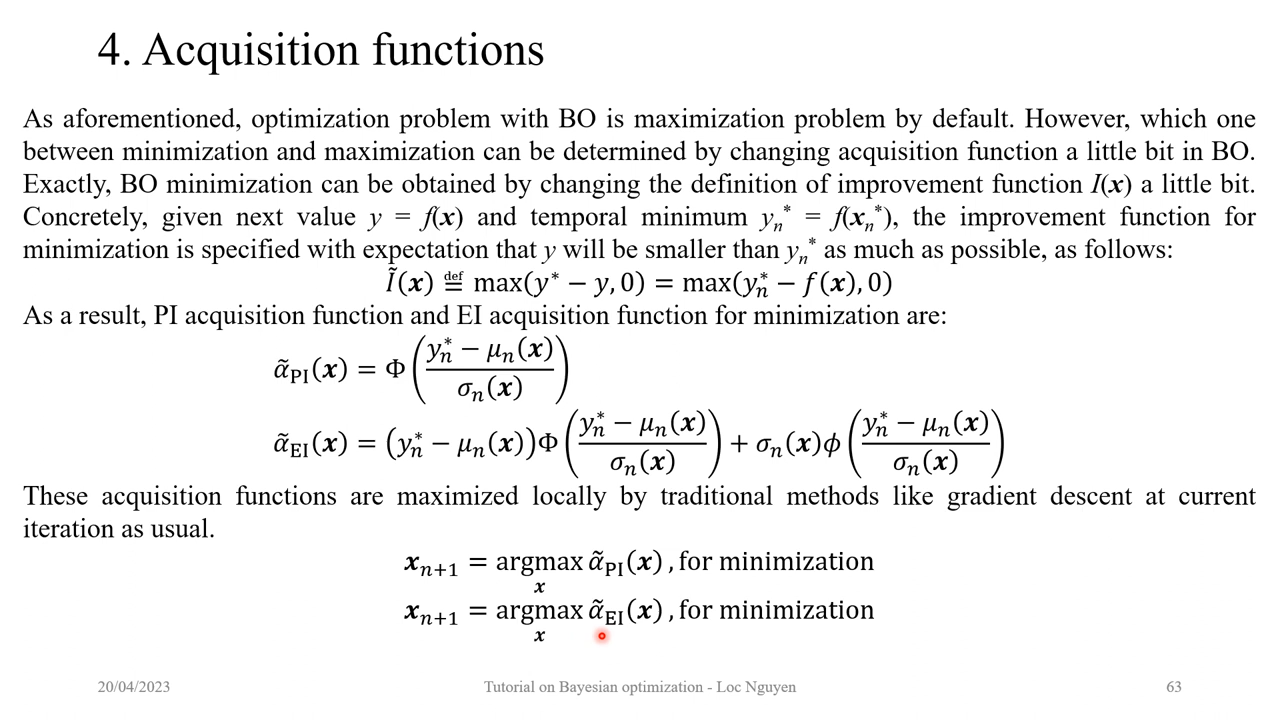 4. Acquisition functions
As aforementioned, optimization problem with BO is maximization problem by default. However, which one
between minimization and maximization can be determined by changing acquisition function a little bit in BO.
Exactly, BO minimization can be obtained by changing the definition of improvement function I(x) a little bit.
Concretely, given next value y = f(x) and temporal minimum yₙ* = f(xₙ*), the improvement function for
minimization is specified with expectation that y will be smaller than yₙ* as much as possible, as follows:
Ĩ(x) ≝ max(y* − y, 0) = max(yₙ* − f(x), 0)
As a result, PI acquisition function and EI acquisition function for minimization are:
α̃_PI(x) = Φ((yₙ* − μₙ(x)) / σₙ(x))
α̃_EI(x) = (yₙ* − μₙ(x))Φ((yₙ* − μₙ(x)) / σₙ(x)) + σₙ(x)ϕ((yₙ* − μₙ(x)) / σₙ(x))
These acquisition functions are maximized locally by traditional methods like gradient descent at current
iteration as usual.
xₙ₊₁ = argmax α̃_PI(x), for minimization
x
xₙ₊₁ = argmax α̃_EI(x), for minimization
x
20/04/2023
Tutorial on Bayesian optimization - Loc Nguyen
63